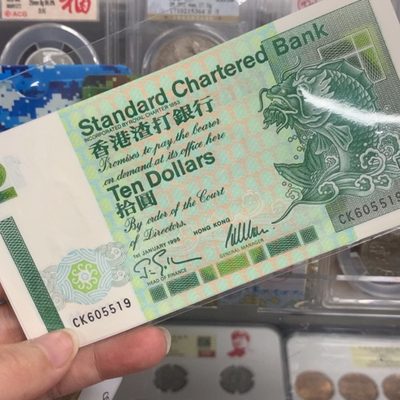 Standard Chartered Bank
INCORPORATED BY ROYAL CHARTER 1853
香港渣打銀行
Promises to pay the bearer
on demand at its office here
Ten Dollars
拾圓
By order of the Court
of Directors.
HONG KONG
1st JANUARY 1995
HEAD OF FINANCE
GENERAL MANAGER
CK605519
CK605519